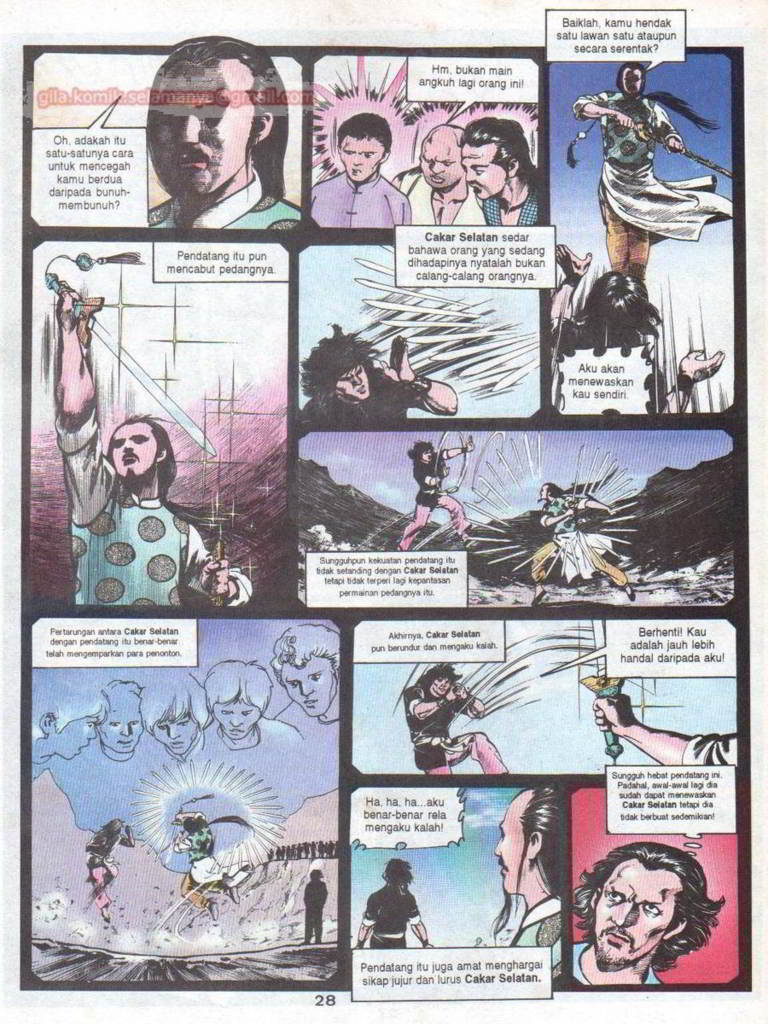 gila.komik.selamanya@gmail.com
Oh, adakah itu
satu-satunya cara
untuk mencegah
kamu berdua
daripada bunuh-
membunuh?
Hm, bukan main
angkuh lagi orang ini!
Baiklah, kamu hendak
satu lawan satu ataupun
secara serentak?
Pendatang itu pun
mencabut pedangnya.
Cakar Selatan sedar
bahawa orang yang sedang
dihadapinya nyatalah bukan
calang-calang orangnya.
Aku akan
menewaskan
kau sendiri.
Sungguhpun kekuatan pendatang itu
tidak setanding dengan Cakar Selatan
tetapi tidak terperi lagi kepantasan
permainan pedangnya itu.
Pertarungan antara Cakar Selatan
dengan pendatang itu benar-benar
telah mengemparkan para penonton.
Akhirnya, Cakar Selatan
pun berundur dan mengaku kalah.
Berhenti! Kau
adalah jauh lebih
handal daripada aku!
Ha, ha, ha...aku
benar-benar rela
mengaku kalah!
Pendatang itu juga amat menghargai
sikap jujur dan lurus Cakar Selatan.
Sungguh hebat pendatang ini.
Padahal, awal-awal lagi dia
sudah dapat menewaskan
Cakar Selatan tetapi dia
tidak berbuat sedemikian!
28